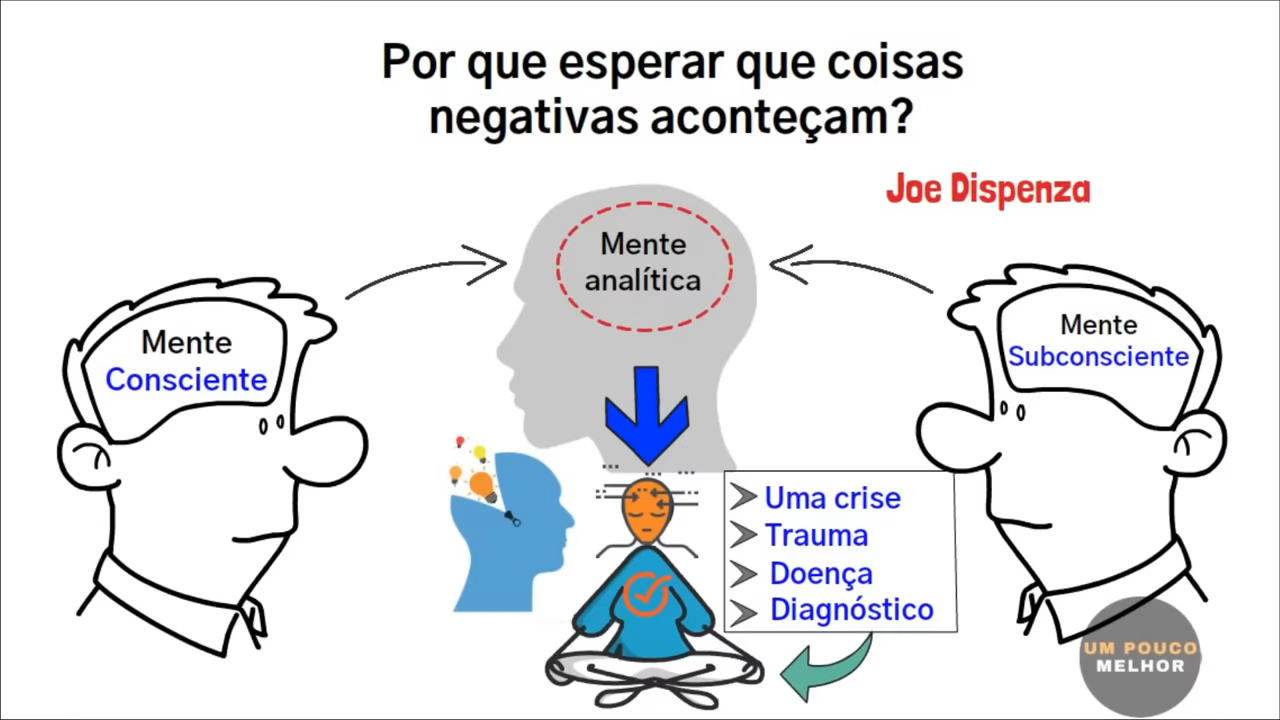 Por que esperar que coisas
negativas aconteçam?
Joe Dispenza
Mente
analítica
Mente
Consciente
Mente
Subconsciente
Uma crise
Trauma
Doença
Diagnóstico
UM POUCO
MELHOR